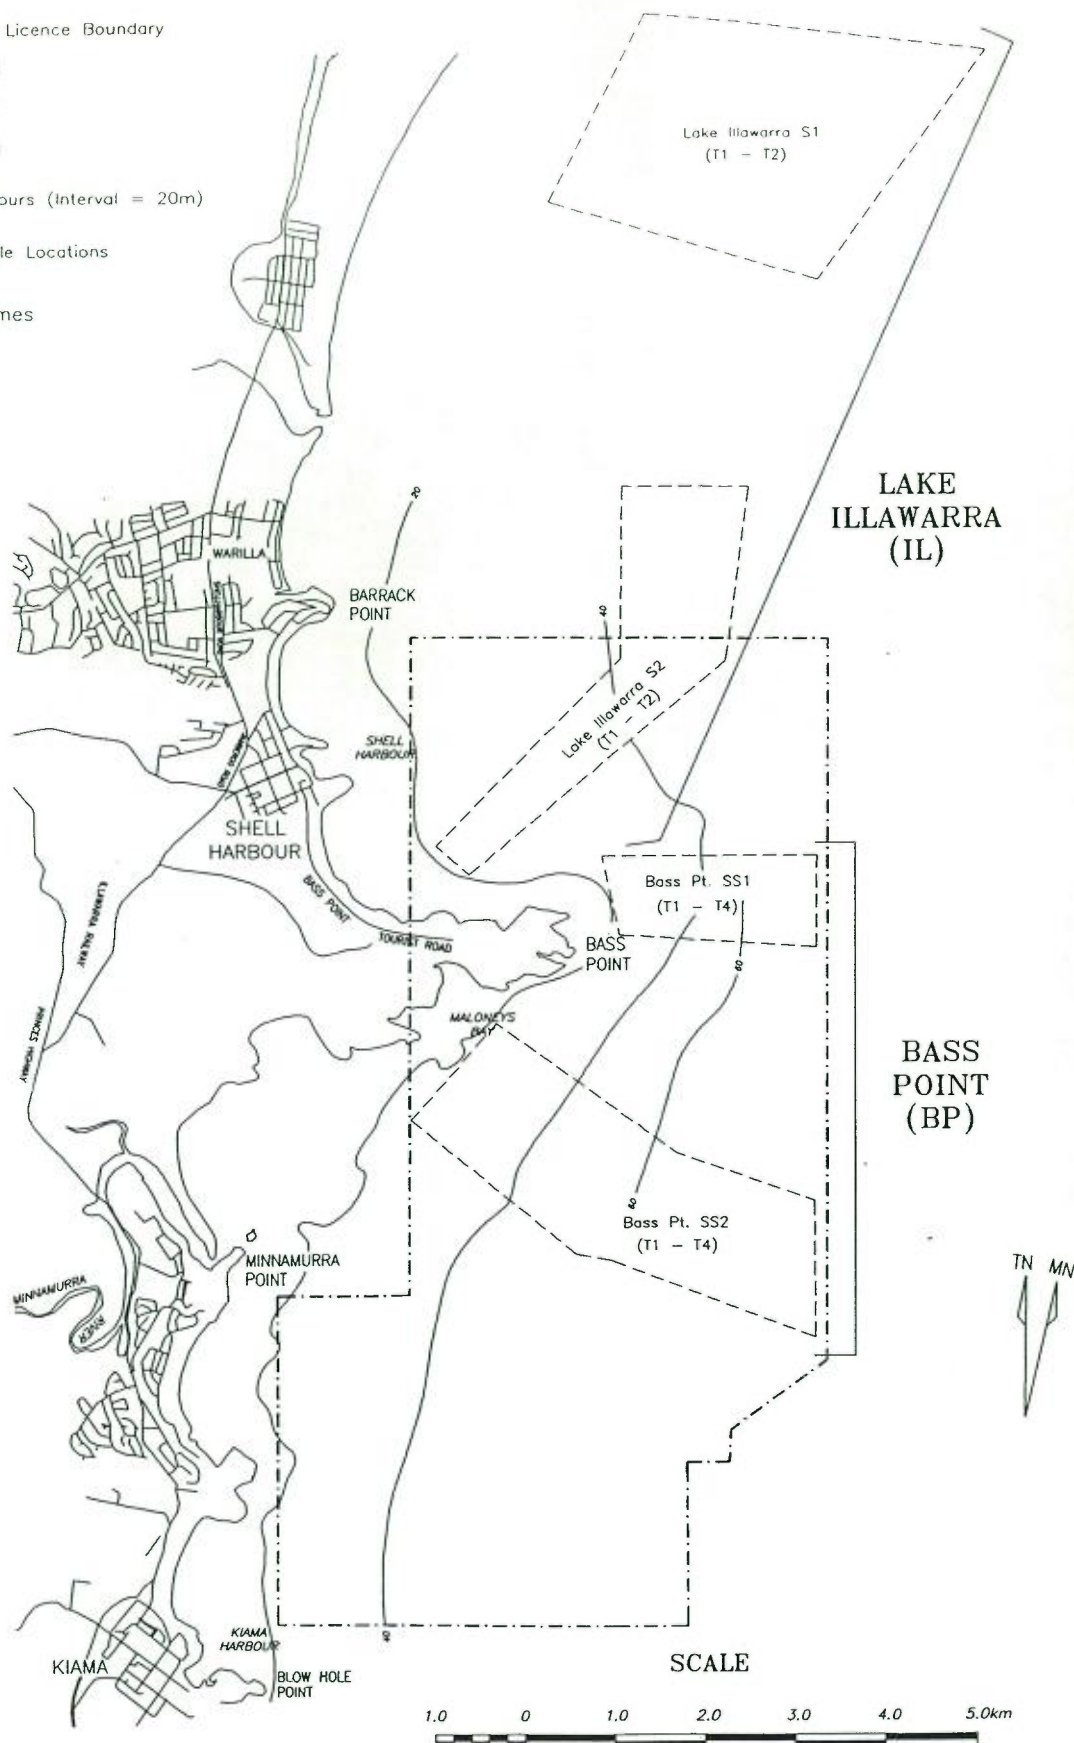 Licence Boundary
ours (Interval = 20m)
le Locations
nes
Lake Illawarra S1
(T1 - T2)
LAKE
ILLAWARRA
(IL)
20
WARILLA
BARRACK
POINT
40
Lake Illawarra S2
(T1 - T2)
SHELL
HARBOUR
SHELL
HARBOUR
BASS POINT
TOURIST ROAD
Bass Pt. SS1
(T1 - T4)
BASS
POINT
60
ILLAWARRA RAILWAY
PRINCES HIGHWAY
MALONEYS
BAY
BASS
POINT
(BP)
60
Bass Pt. SS2
(T1 - T4)
MINNAMURRA
POINT
MINNAMURRA
RIVER
TN MN
KIAMA
HARBOUR
40
KIAMA
BLOW HOLE
POINT
SCALE
1.0 0 1.0 2.0 3.0 4.0 5.0km